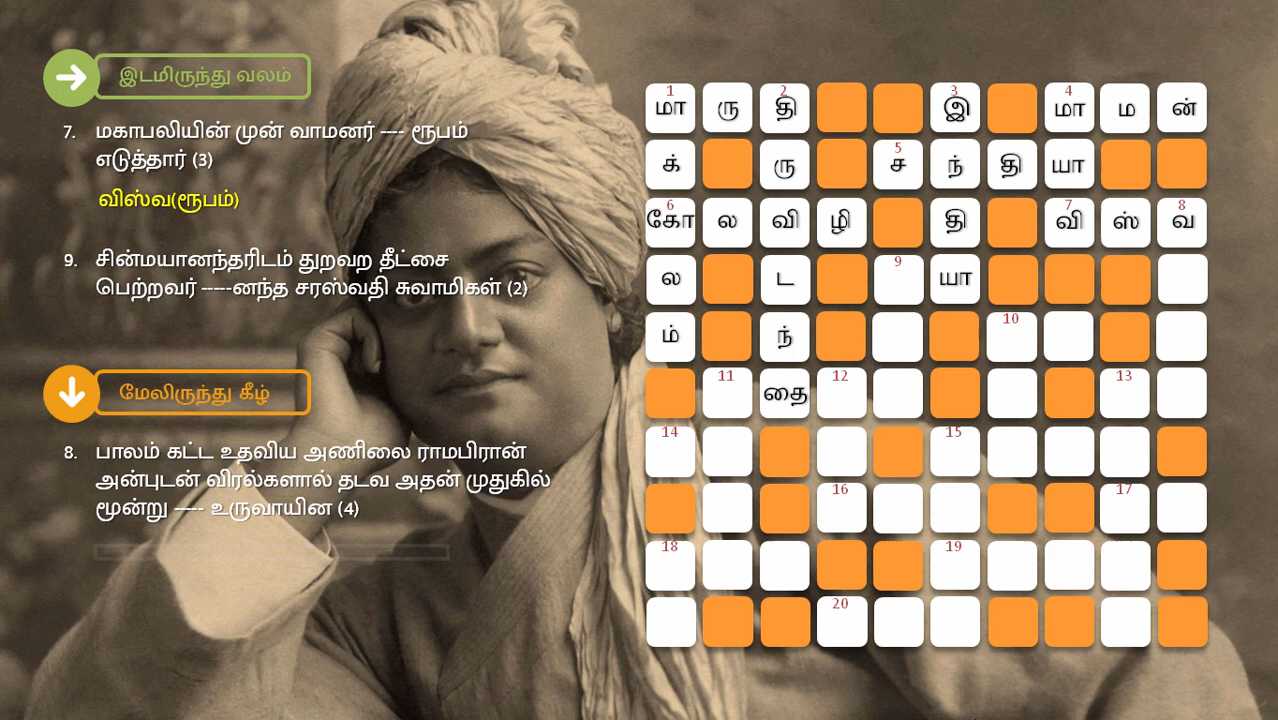 இடமிருந்து வலம்
7. மகாபலியின் முன் வாமனர் ---- ரூபம்
எடுத்தார் (3)
விஸ்வ(ரூபம்)
9. சின்மயானந்தரிடம் துறவற தீட்சை
பெற்றவர் -----னந்த சரஸ்வதி சுவாமிகள் (2)
மேலிருந்து கீழ்
8. பாலம் கட்ட உதவிய அணிலை ராமபிரான்
அன்புடன் விரல்களால் தடவ அதன் முதுகில்
மூன்று ----- உருவாயின (4)
1 2 3 4
மா ரு தி இ மா ம ன்
5
க் ரு ச ந் தி யா
6 7 8
கோ ல வி ழி தி வி ஸ் வ
9
ல ட யா
10
ம் ந்
11 12 13
தை
14 15
16 17
18 19
20